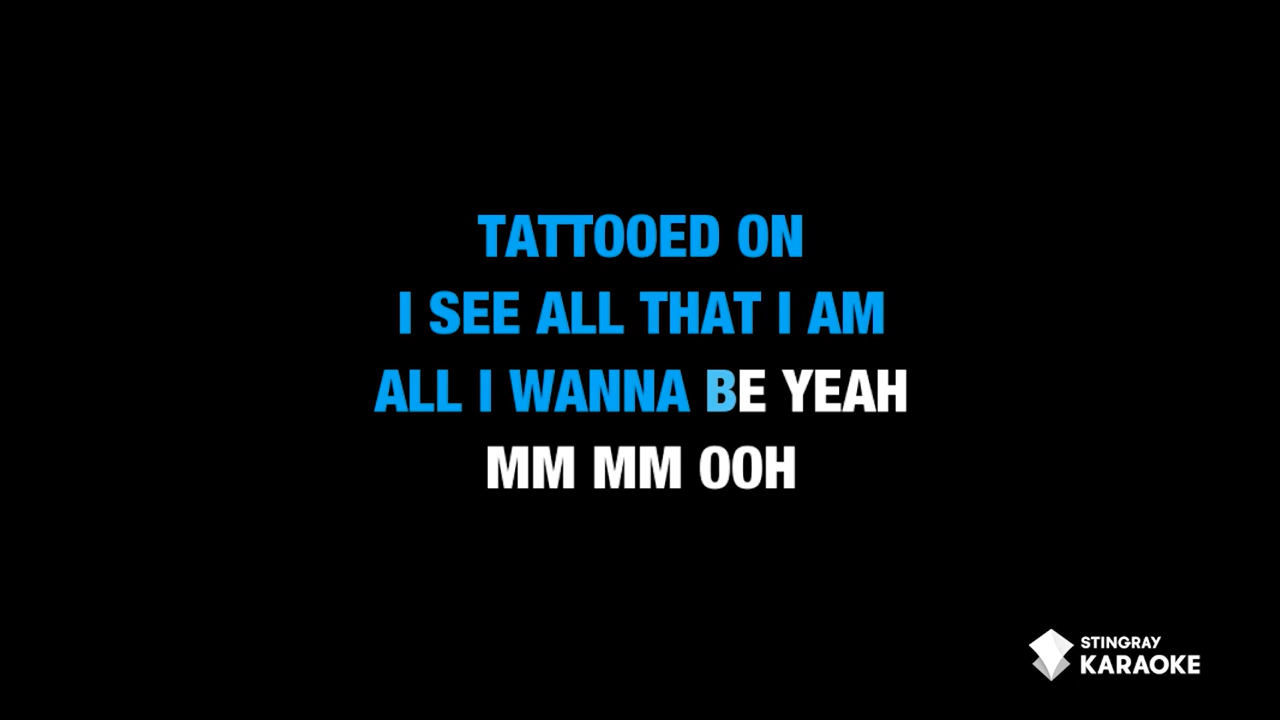 TATTOOED ON
I SEE ALL THAT I AM
ALL I WANNA BE YEAH
MM MM OOH
STINGRAY
KARAOKE